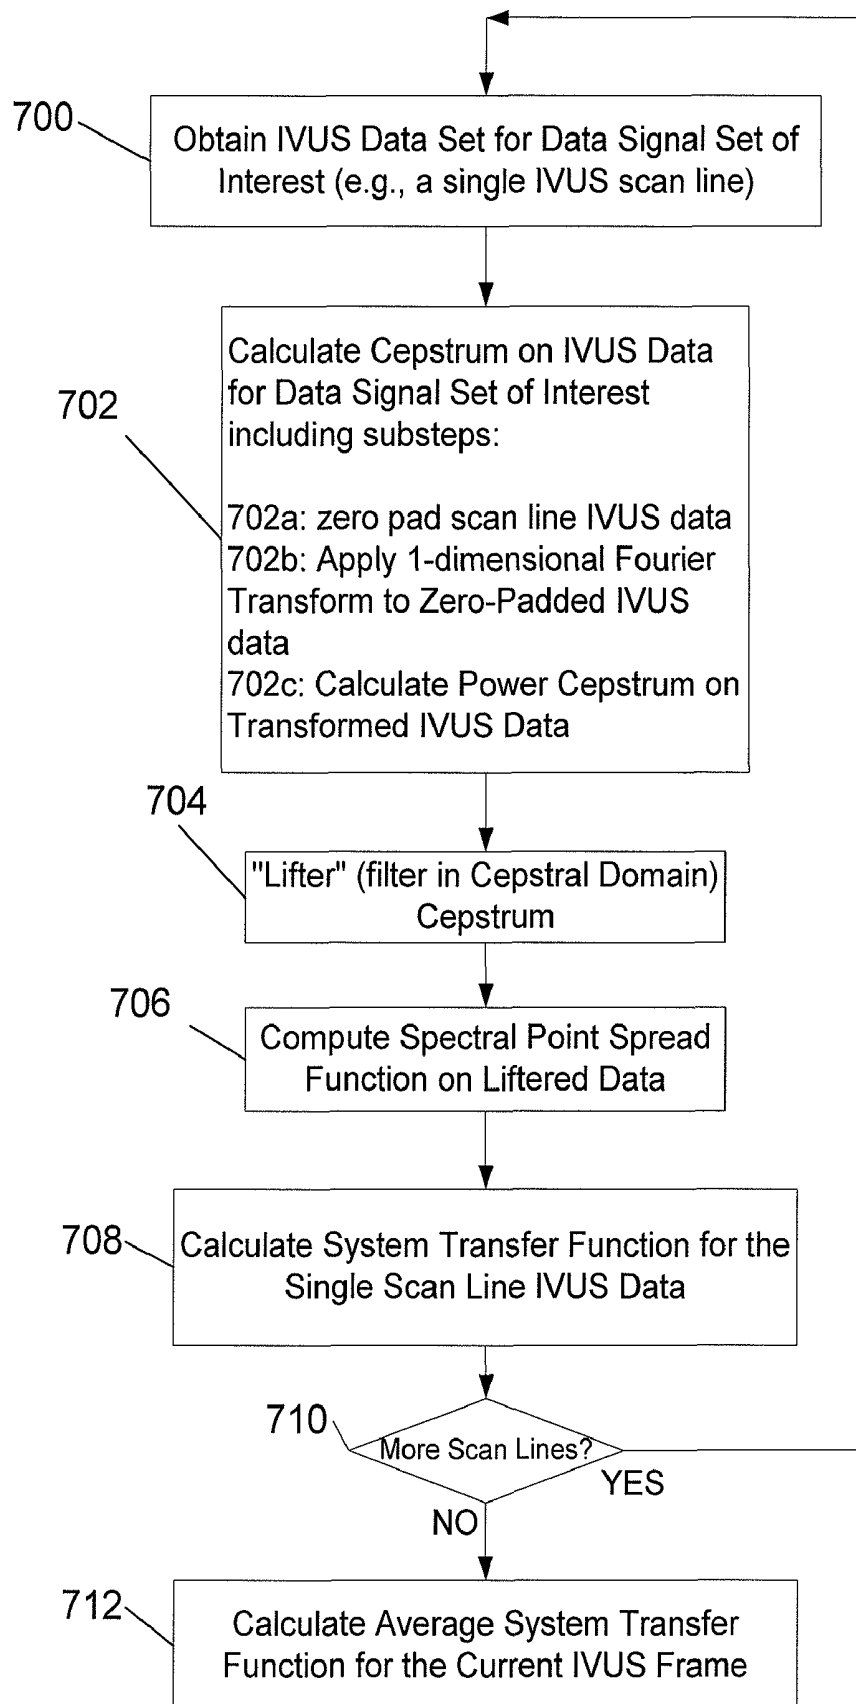 700
Obtain IVUS Data Set for Data Signal Set of
Interest (e.g., a single IVUS scan line)
702
Calculate Cepstrum on IVUS Data
for Data Signal Set of Interest
including substeps:
702a: zero pad scan line IVUS data
702b: Apply 1-dimensional Fourier
Transform to Zero-Padded IVUS
data
702c: Calculate Power Cepstrum on
Transformed IVUS Data
704
"Lifter" (filter in Cepstral Domain)
Cepstrum
706
Compute Spectral Point Spread
Function on Liftered Data
708
Calculate System Transfer Function for the
Single Scan Line IVUS Data
710
More Scan Lines?
YES
NO
712
Calculate Average System Transfer
Function for the Current IVUS Frame